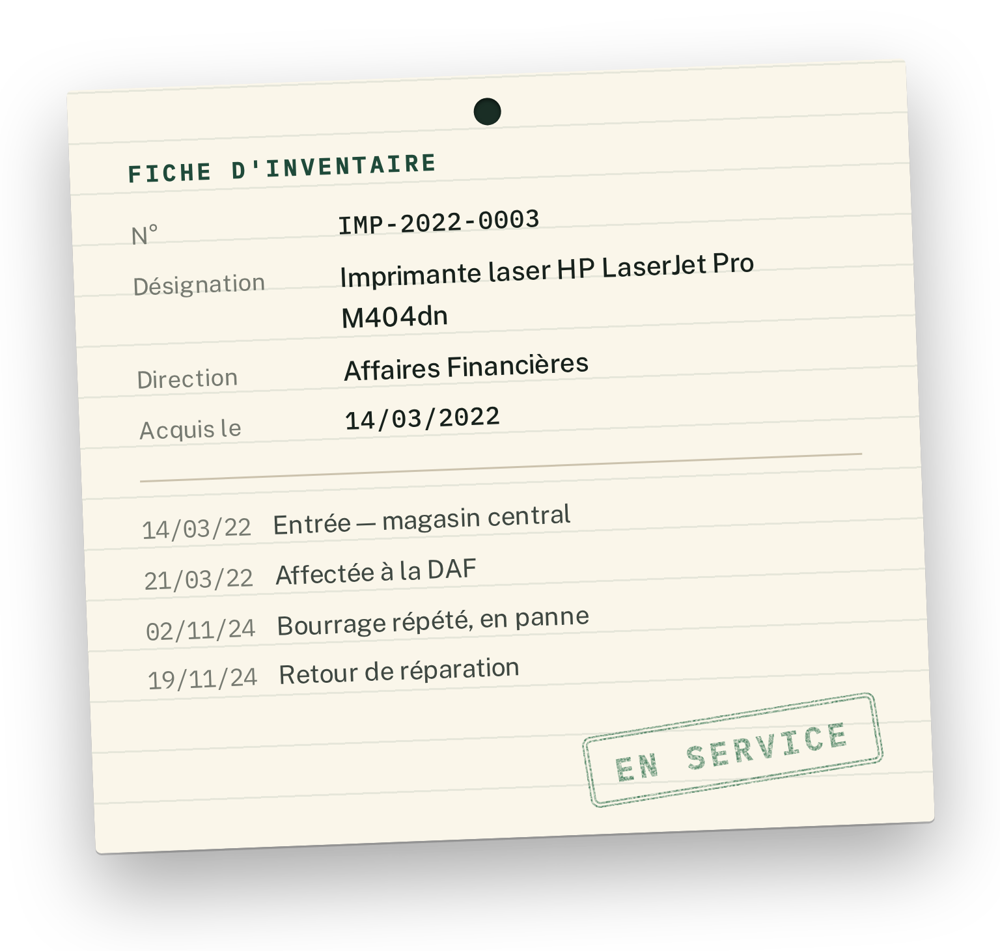 FICHE D'INVENTAIRE
N° IMP-2022-0003
Désignation Imprimante laser HP LaserJet Pro
M404dn
Direction Affaires Financières
Acquis le 14/03/2022
14/03/22 Entrée — magasin central
21/03/22 Affectée à la DAF
02/11/24 Bourrage répété, en panne
19/11/24 Retour de réparation
EN SERVICE